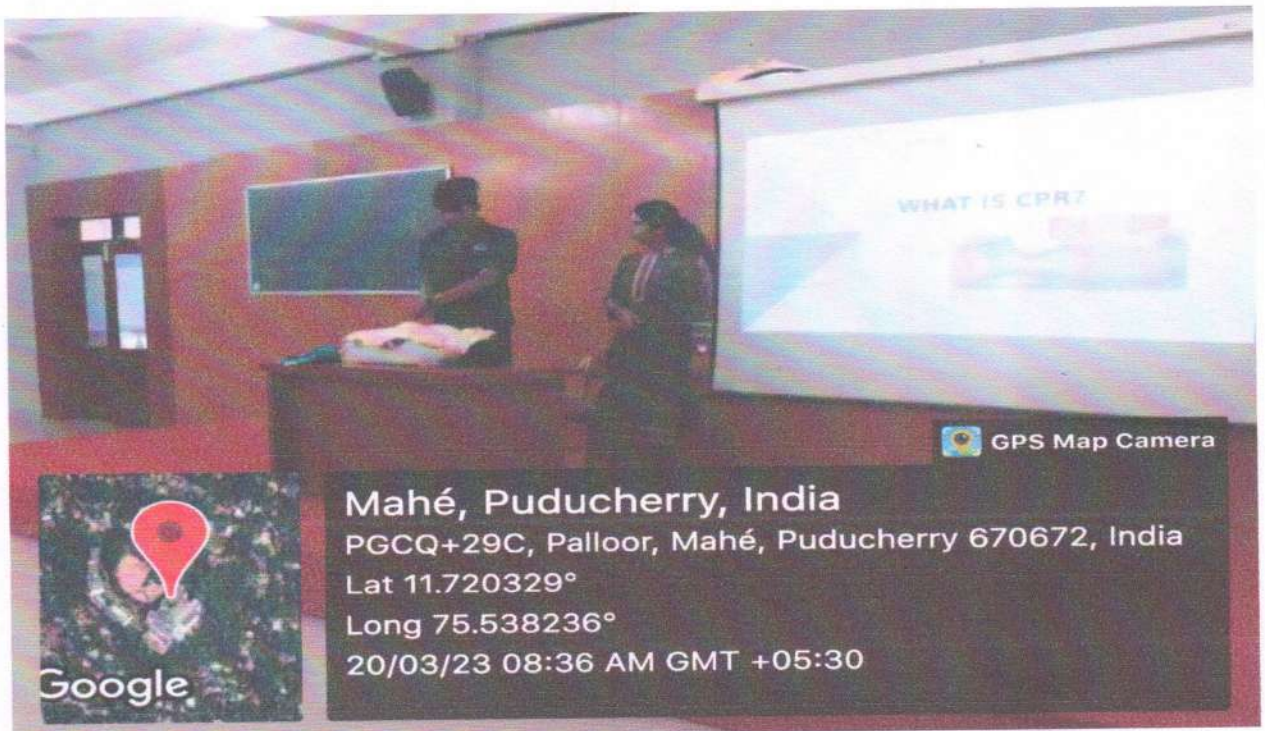 WHAT IS CPR?
GPS Map Camera
Mahé, Puducherry, India
PGCQ+29C, Palloor, Mahé, Puducherry 670672, India
Lat 11.720329°
Long 75.538236°
20/03/23 08:36 AM GMT +05:30
Google